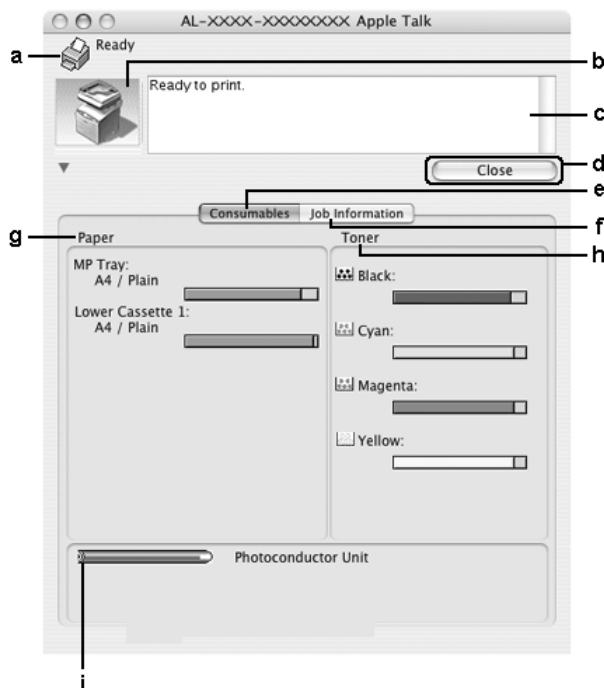 AL-XXXX-XXXXXXXX Apple Talk
a
Ready
b
Ready to print.
c
d
Close
e
Consumables
Job Information
f
g
Paper
Toner
h
MP Tray:
A4 / Plain
Black:
Lower Cassette 1:
A4 / Plain
Cyan:
Magenta:
Yellow:
Photoconductor Unit
i